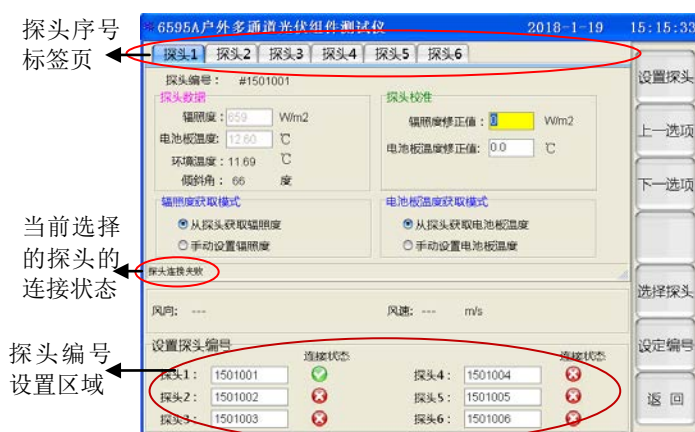 探头序号
标签页
当前选择
的探头的
连接状态
探头编号
设置区域
6595A户外多通道光伏组件测试仪 2018-1-19 15:15:33
探头1 探头2 探头3 探头4 探头5 探头6
探头编号： #1501001
探头数据
辐照度： 659 W/m2
电池板温度: 12.60 ℃
环境温度：11.69 ℃
倾斜角： 66 度
探头校准
辐照度修正值： 0 W/m2
电池板温度修正值: 0.0 ℃
辐照度获取模式
从探头获取辐照度
手动设置辐照度
电池板温度获取模式
从探头获取电池板温度
手动设置电池板温度
探头连接失败
风向: --- 风速: --- m/s
设置探头编号
连接状态 连接状态
探头1： 1501001 探头4： 1501004
探头2： 1501002 探头5： 1501005
探头3： 1501003 探头6： 1501006
设置探头
上一选项
下一选项
选择探头
设定编号
返 回